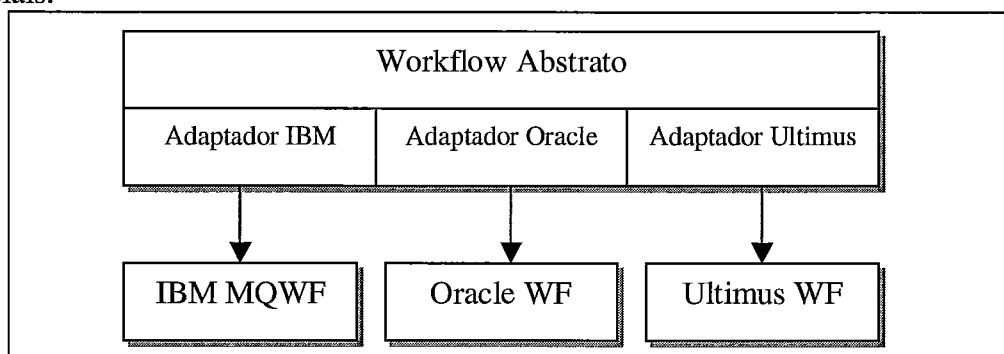 Workflow Abstrato
Adaptador IBM Adaptador Oracle Adaptador Ultimus
IBM MQWF Oracle WF Ultimus WF